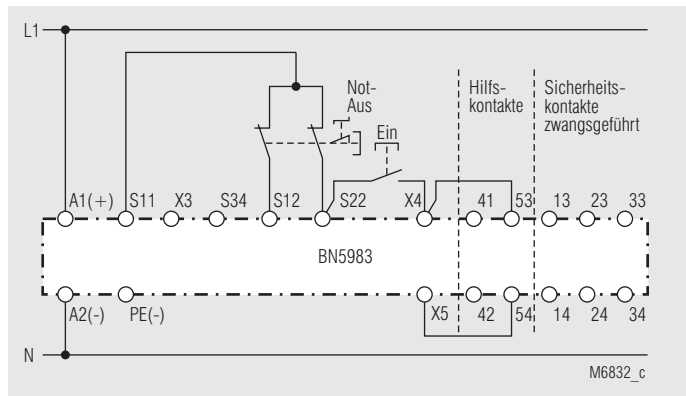 L1
Not-
Aus
Ein
Hilfs-
kontakte
Sicherheits-
kontakte
zwangsgeführt
A1(+) S11 X3 S34 S12 S22 X4 41 53 13 23 33
BN5983
A2(-) PE(-) X5 42 54 14 24 34
N
M6832_c